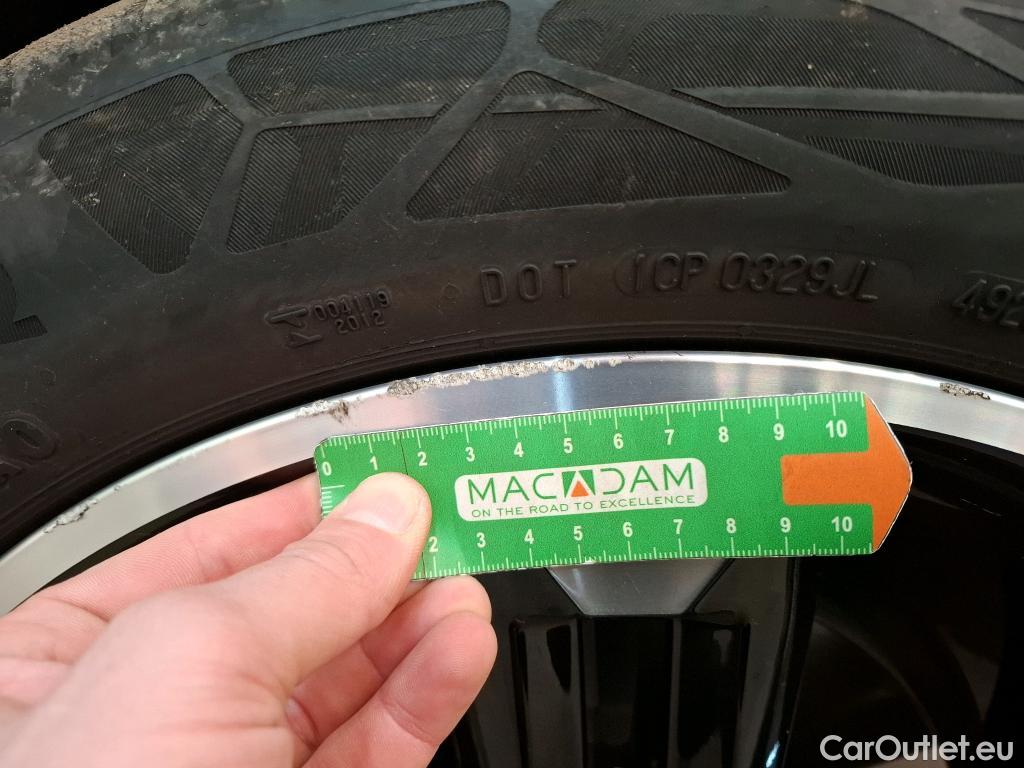 DOT 1CP 0329JL 492
004119
2012
0 1 2 3 4 5 6 7 8 9 10
MACADAM
ON THE ROAD TO EXCELLENCE
2 3 4 5 6 7 8 9 10
CarOutlet.eu